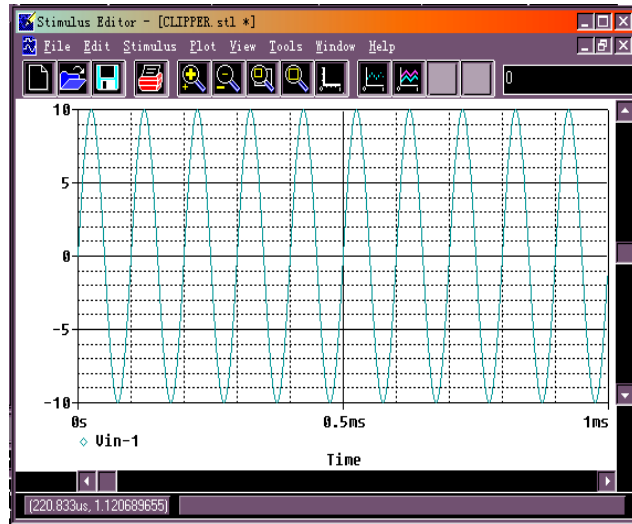 Stimulus Editor - [CLIPPER.stl *]
File Edit Stimulus Plot View Tools Window Help
0
10
5
0
-5
-10
0s 0.5ms 1ms
◇ Vin-1
Time
(220.833us, 1.120689655)